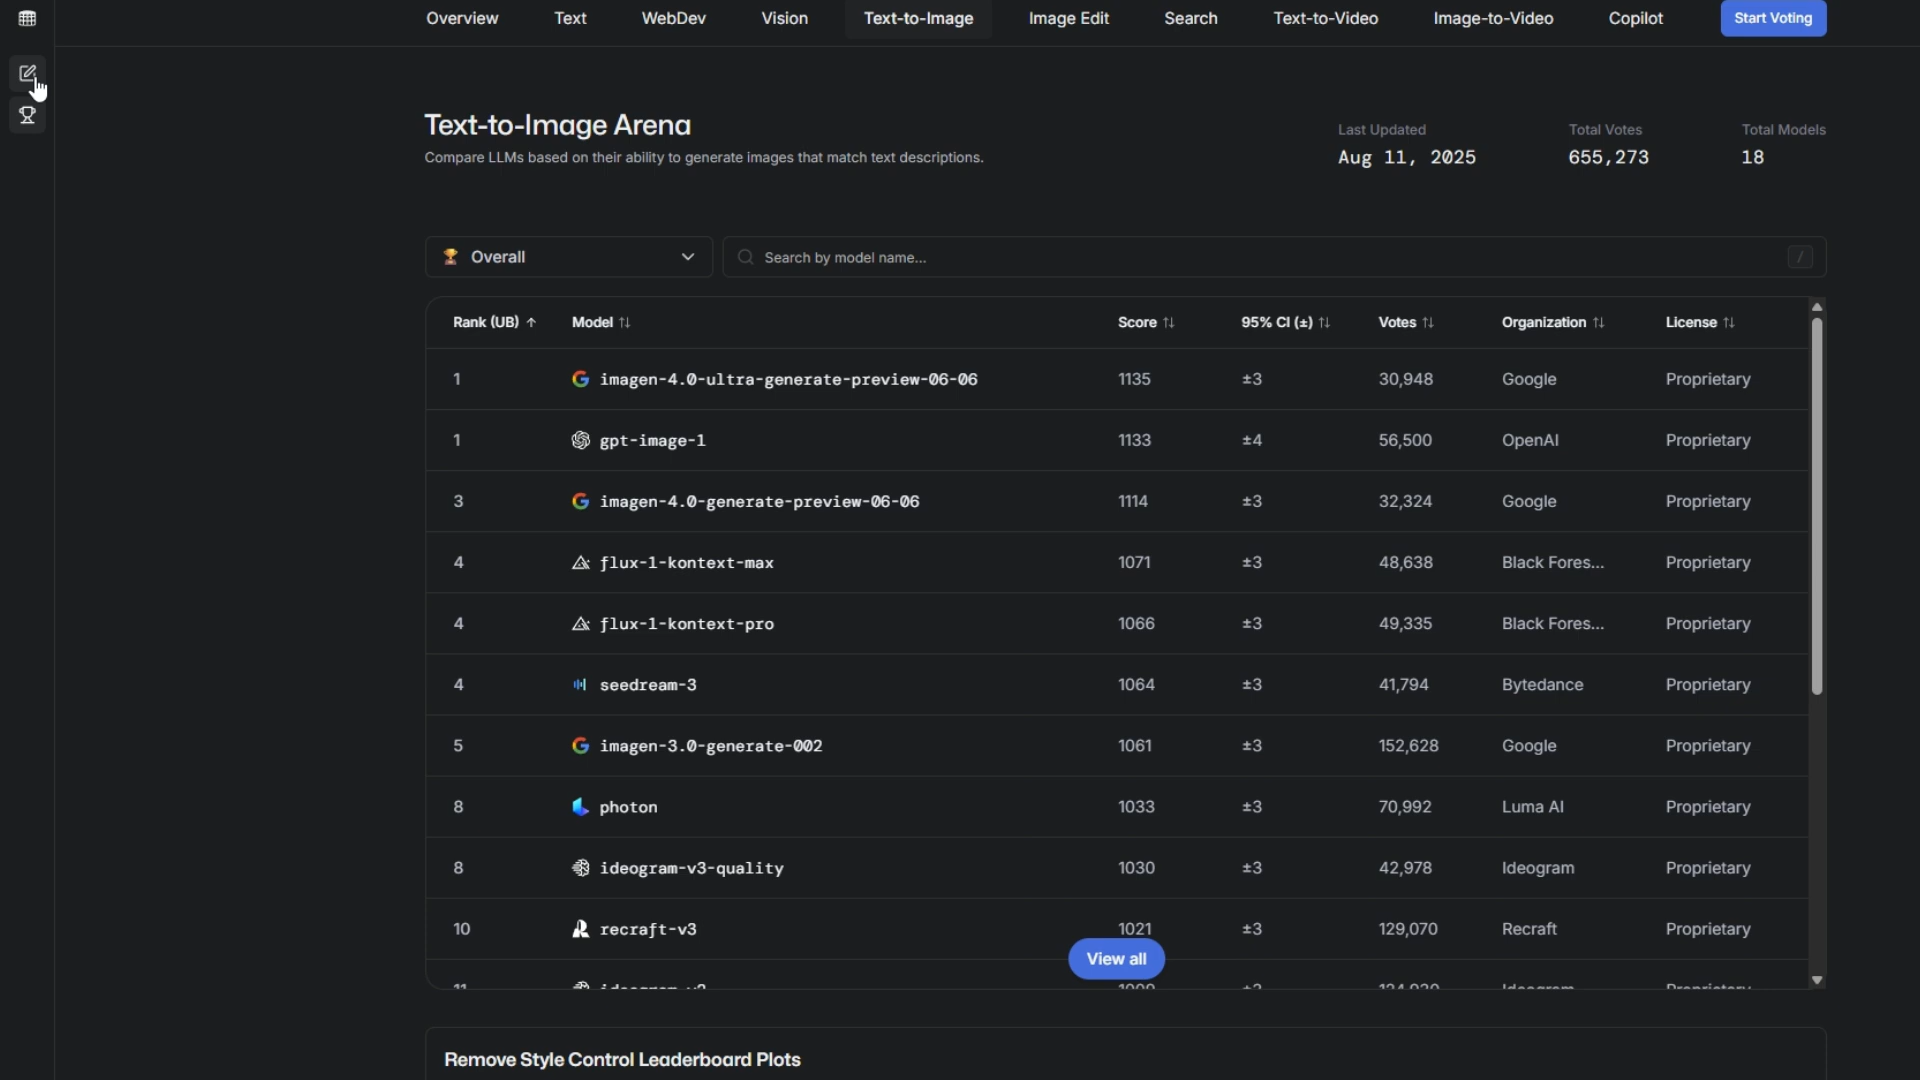 Overview Text WebDev Vision Text-to-Image Image Edit Search Text-to-Video Image-to-Video Copilot Start Voting
Text-to-Image Arena
Compare LLMs based on their ability to generate images that match text descriptions.
Last Updated Total Votes Total Models
Aug 11, 2025 655,273 18
Overall Search by model name... /
Rank (UB) Model Score 95% CI (±) Votes Organization License
1 imagen-4.0-ultra-generate-preview-06-06 1135 ±3 30,948 Google Proprietary
1 gpt-image-1 1133 ±4 56,500 OpenAI Proprietary
3 imagen-4.0-generate-preview-06-06 1114 ±3 32,324 Google Proprietary
4 flux-1-kontext-max 1071 ±3 48,638 Black Fores... Proprietary
4 flux-1-kontext-pro 1066 ±3 49,335 Black Fores... Proprietary
4 seedream-3 1064 ±3 41,794 Bytedance Proprietary
5 imagen-3.0-generate-002 1061 ±3 152,628 Google Proprietary
8 photon 1033 ±3 70,992 Luma AI Proprietary
8 ideogram-v3-quality 1030 ±3 42,978 Ideogram Proprietary
10 recraft-v3 1021 ±3 129,070 Recraft Proprietary
View all
11 Ideogram Proprietary
Remove Style Control Leaderboard Plots